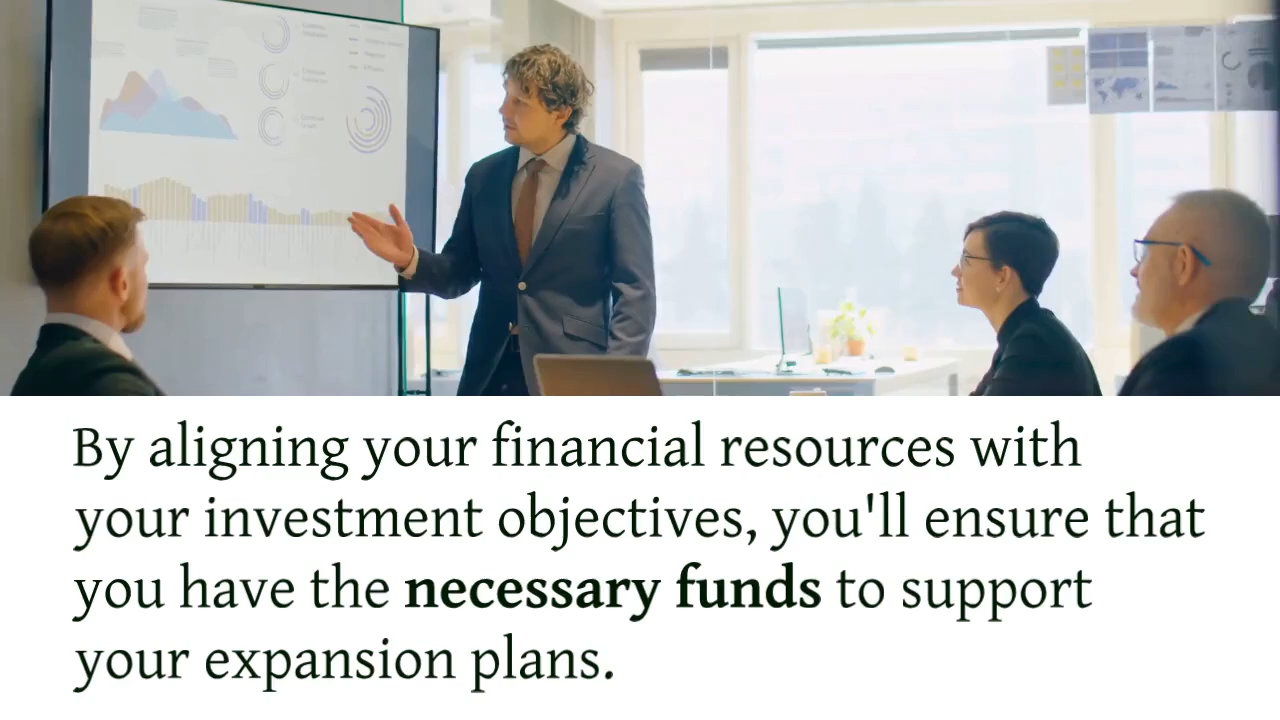 By aligning your financial resources with
your investment objectives, you'll ensure that
you have the necessary funds to support
your expansion plans.